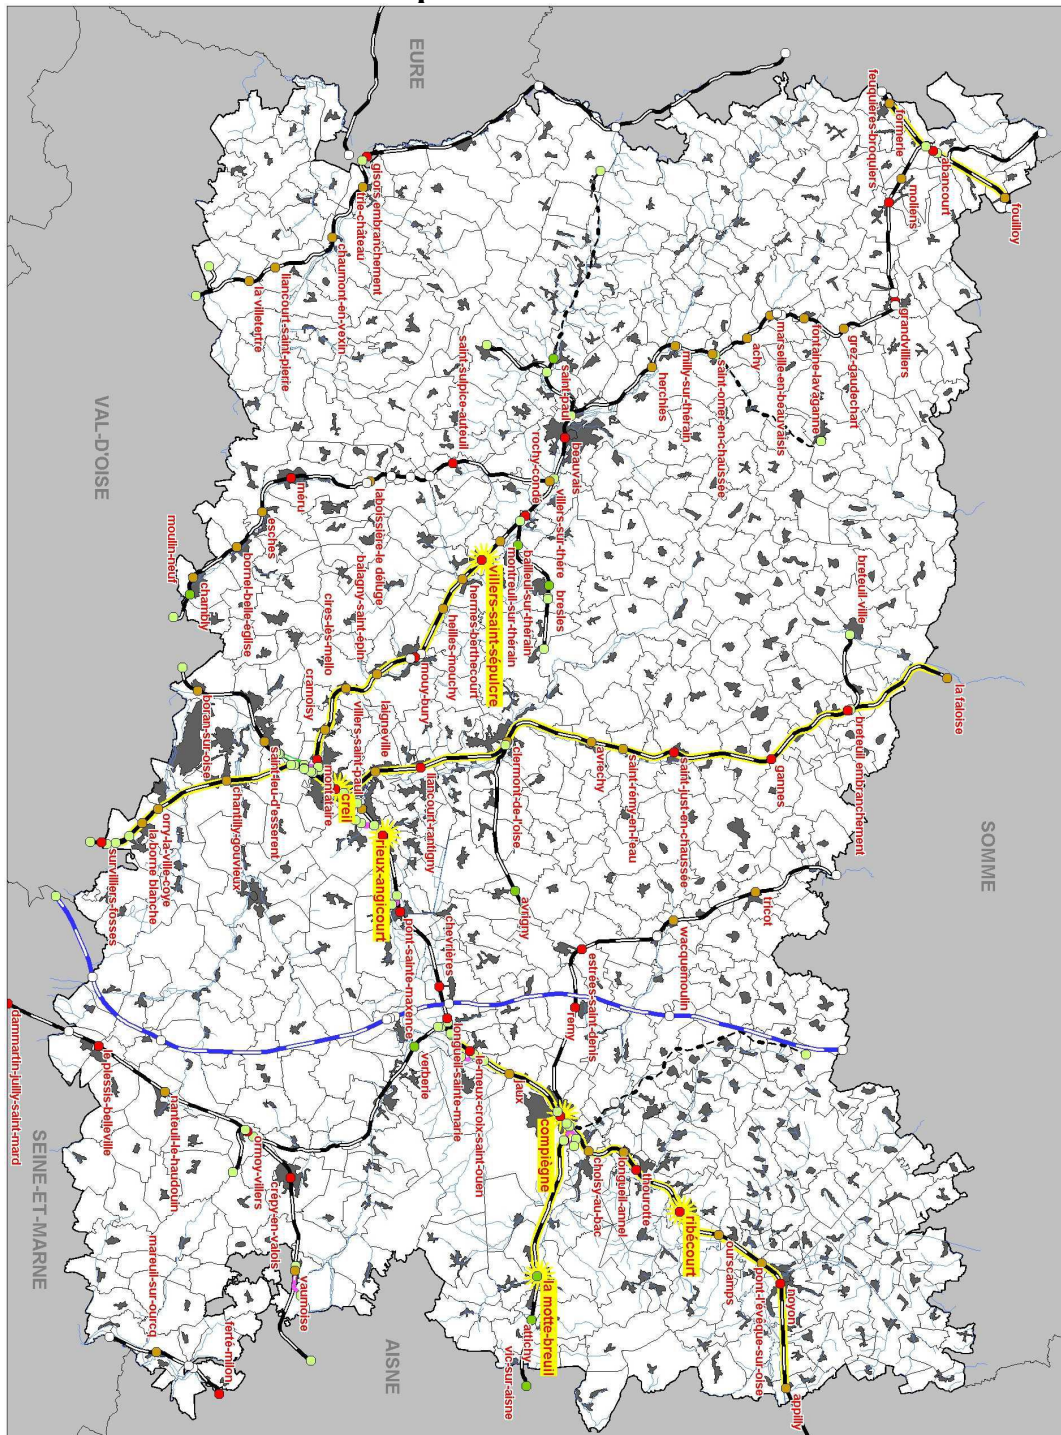 EURE
SOMME
VAL-D'OISE
SEINE-ET-MARNE
AISNE
fouilloy
abancourt
formerie
feuquieres-broquiers
moliens
grandvilliers
grez-gaudechart
fontaine-lavaganne
marseille-en-beauvaisis
achy
saint-omer-en-chaussée
milly-sur-thérain
herchies
saint-paul
beauvais
gisors embranchement
trie-château
chaumont-en-vexin
liancourt-saint-pierre
la villetertre
saint-sulpice-auteuil
rochy-condé
villers-sur-thère
bailleul-sur-thérain
montreuil-sur-thérain
bresles
villers-saint-sépulcre
hermes-berthecourt
heilles-mouchy
mouy-bury
balagny-saint-épin
cires-lès-mello
cramoisy
laboissière-le déluge
méru
esches
bornel-belle-église
chambly
moulin-neuf
boran-sur-oise
saint-leu-d'esserent
montataire
creil
villers-saint-paul
laigneville
liancourt-rantigny
rieux-angicourt
chantilly-gouvieux
orry-la-ville-coye
la borne blanche
survilliers-fosses
clermont-de-l'oise
avrechy
saint-rémy-en-l'eau
saint-just-en-chaussée
gannes
breteuil embranchement
breteuil-ville
la faloise
avrigny
tricot
wacquemoulin
estrées-saint-denis
remy
pont-sainte-maxence
chevrières
longueil-sainte-marie
le-meux-croix-saint-ouen
verberie
jaux
compiègne
choisy-au-bac
longueil-annel
thourotte
ribécourt
ourscamps
pont-l'évèque-sur-oise
noyon
appilly
la motte-breuil
attichy
vic-sur-aisne
dammartin-juilly-saint-mard
le-plessis-belleville
nanteuil-le-haudouin
ormoy-villers
crépy-en-valois
vaumoise
mareuil-sur-ourcq
ferté-milon